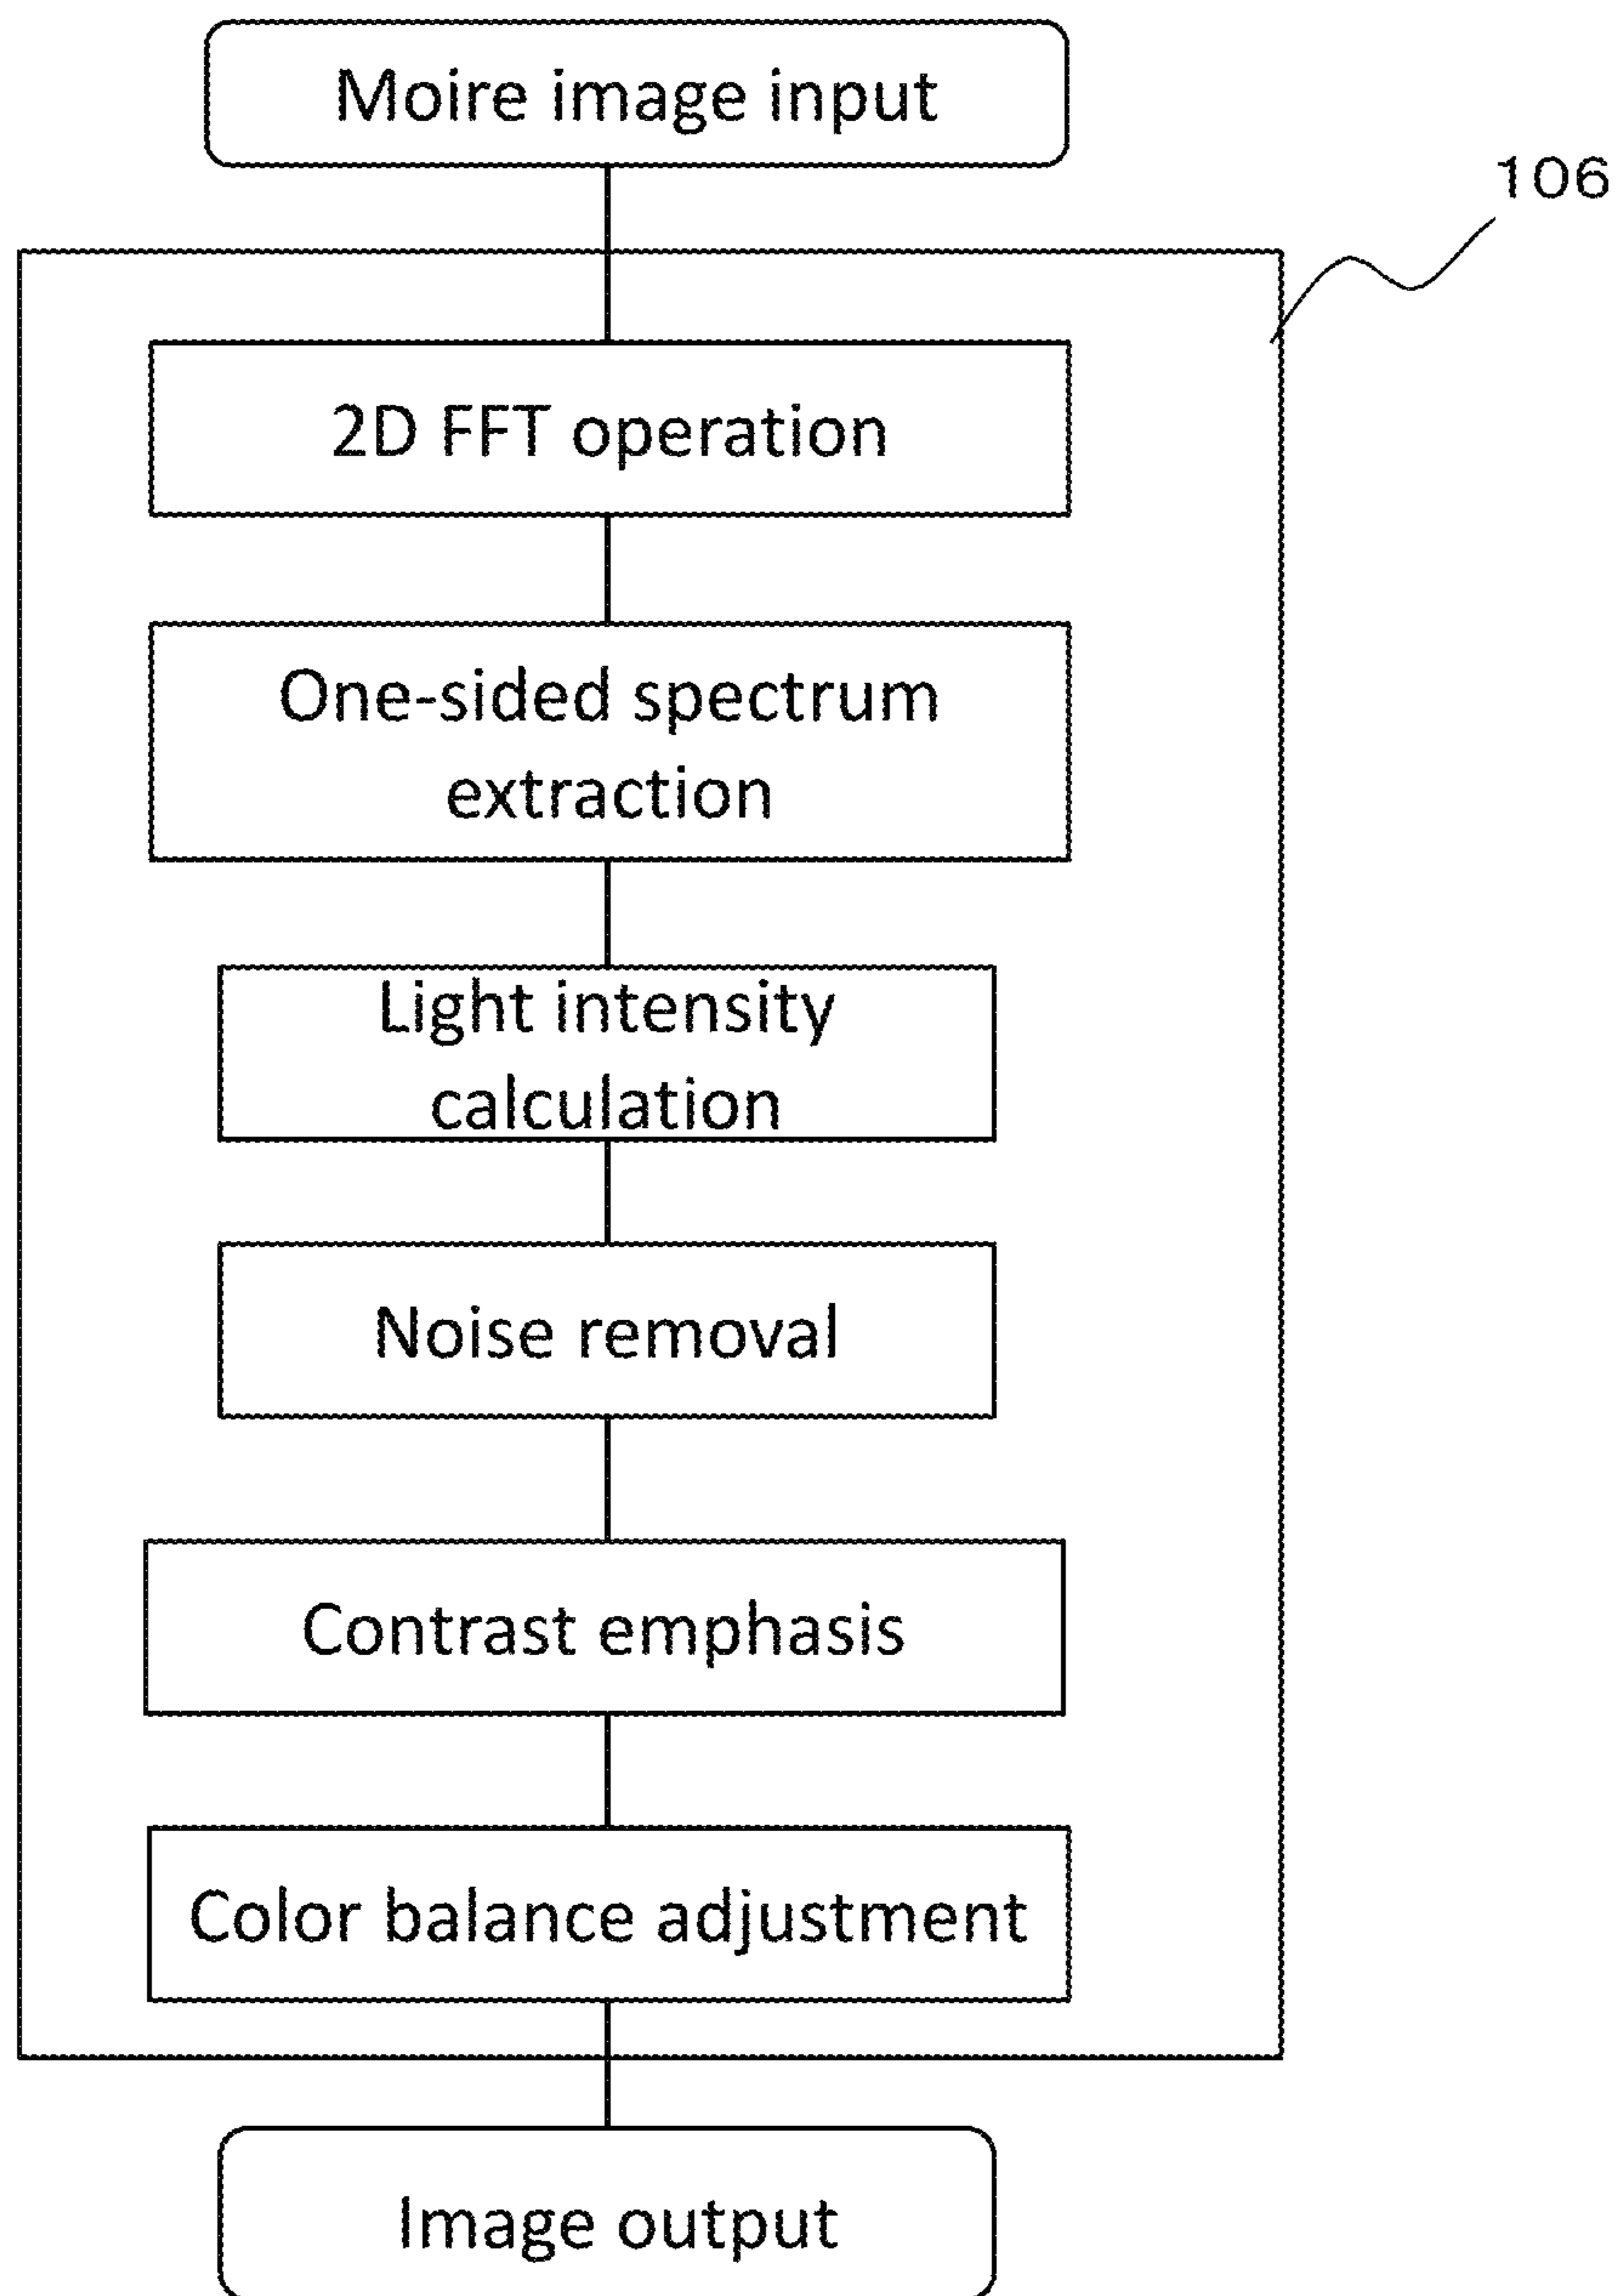 Moire image input
106
2D FFT operation
One-sided spectrum
extraction
Light intensity
calculation
Noise removal
Contrast emphasis
Color balance adjustment
Image output